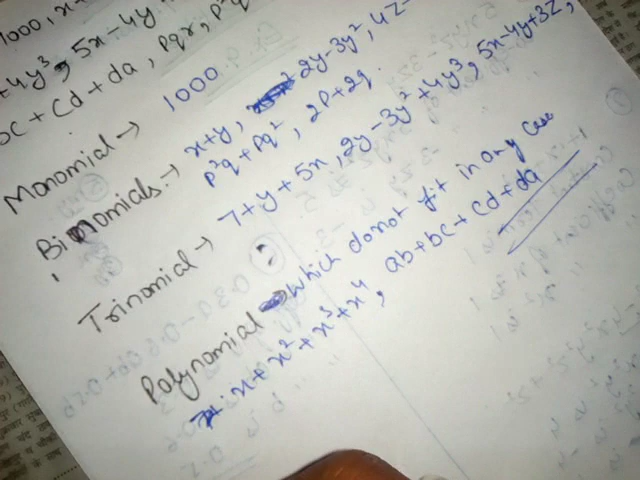 1000, x+
+4y³, 5x-4y
bc+cd+da, pqr, p²q
Monomial → 1000.
Binomials → x+y, 2y-3y², 4z-
p²q+pq², 2p+2q.
Trinomial → 7+y+5x, 2y-3y²+4y³, 5x-4y+3z,
Polynomial → Which donot fit in any case
x+x²+x³+x⁴, ab+bc+cd+da